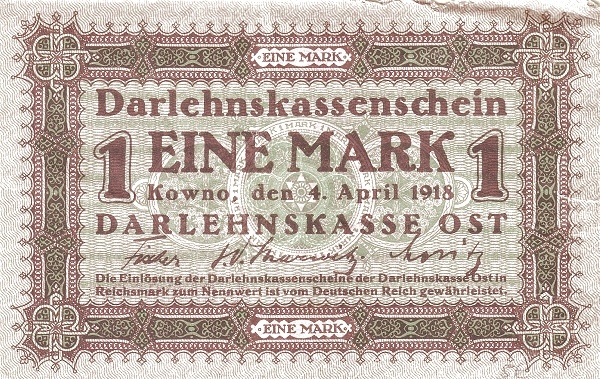 EINE MARK
Darlehnskassenschein
1 EINE MARK 1
Kowno, den 4. April 1918
DARLEHNSKASSE OST
Die Einlösung der Darlehnskassenscheine der Darlehnskasse Ost in
Reichsmark zum Nennwert ist vom Deutschen Reich gewährleistet.
EINE MARK